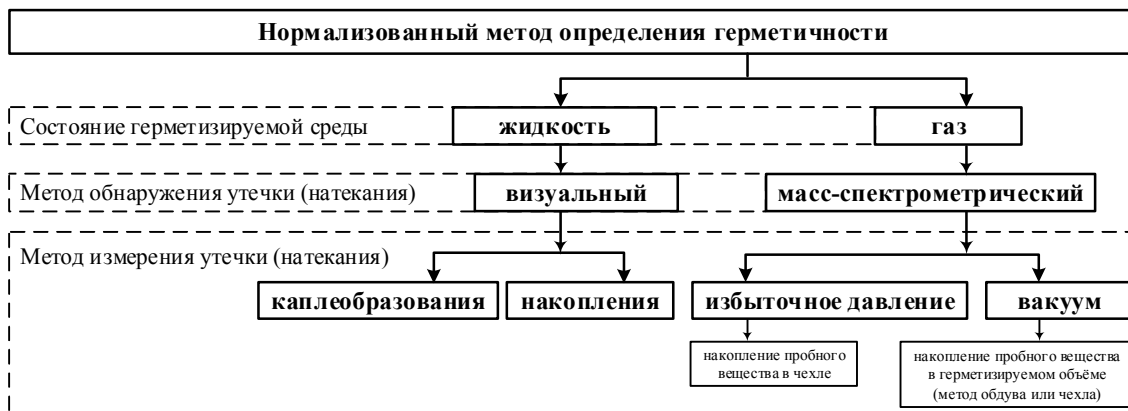 Нормализованный метод определения герметичности
Состояние герметизируемой среды
жидкость
газ
Метод обнаружения утечки (натекания)
визуальный
масс-спектрометрический
Метод измерения утечки (натекания)
каплеобразования
накопления
избыточное давление
вакуум
накопление пробного
вещества в чехле
накопление пробного вещества
в герметизируемом объёме
(метод обдува или чехла)